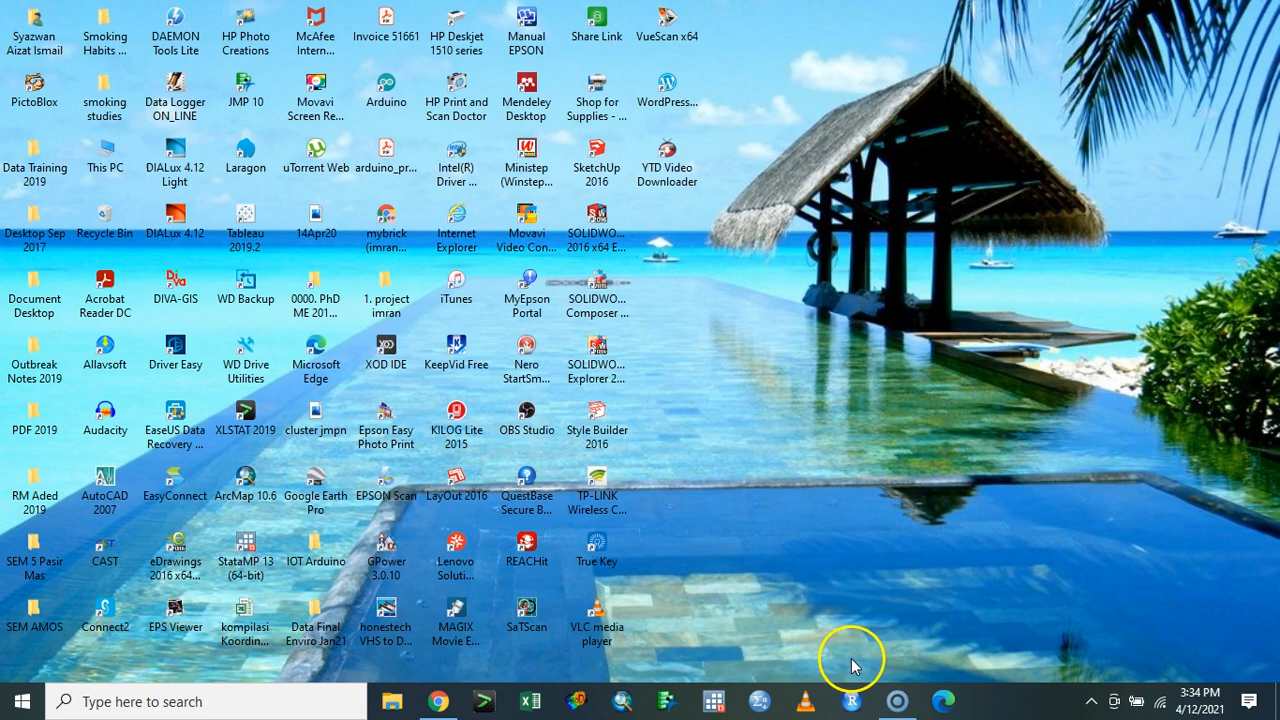 Syazwan
Aizat Ismail
Smoking
Habits ...
DAEMON
Tools Lite
HP Photo
Creations
McAfee
Intern...
Invoice 51661
HP Deskjet
1510 series
Manual
EPSON
Share Link
VueScan x64
PictoBlox
smoking
studies
Data Logger
ON_LINE
JMP 10
Movavi
Screen Re...
Arduino
HP Print and
Scan Doctor
Mendeley
Desktop
Shop for
Supplies - ...
WordPress...
Data Training
2019
This PC
DIALux 4.12
Light
Laragon
uTorrent Web
arduino_pr...
Intel(R)
Driver ...
Ministep
(Winstep...
SketchUp
2016
YTD Video
Downloader
Desktop Sep
2017
Recycle Bin
DIALux 4.12
Tableau
2019.2
14Apr20
mybrick
(imran...
Internet
Explorer
Movavi
Video Con...
SOLIDWO...
2016 x64 E...
Document
Desktop
Acrobat
Reader DC
DIVA-GIS
WD Backup
0000. PhD
ME 201...
1. project
imran
iTunes
MyEpson
Portal
SOLIDWO...
Composer ...
Outbreak
Notes 2019
Allavsoft
Driver Easy
WD Drive
Utilities
Microsoft
Edge
XOD IDE
KeepVid Free
Nero
StartSm...
SOLIDWO...
Explorer 2...
PDF 2019
Audacity
EaseUS Data
Recovery ...
XLSTAT 2019
cluster jmpn
Epson Easy
Photo Print
KILOG Lite
2015
OBS Studio
Style Builder
2016
RM Aded
2019
AutoCAD
2007
EasyConnect
ArcMap 10.6
Google Earth
Pro
EPSON Scan
LayOut 2016
QuestBase
Secure B...
TP-LINK
Wireless C...
SEM 5 Pasir
Mas
CAST
eDrawings
2016 x64...
StataMP 13
(64-bit)
IOT Arduino
GPower
3.0.10
Lenovo
Soluti...
REACHit
True Key
SEM AMOS
Connect2
EPS Viewer
kompilasi
Koordin...
Data Final
Enviro Jan21
honestech
VHS to D...
MAGIX
Movie E...
SaTScan
VLC media
player
Type here to search
3:34 PM
4/12/2021